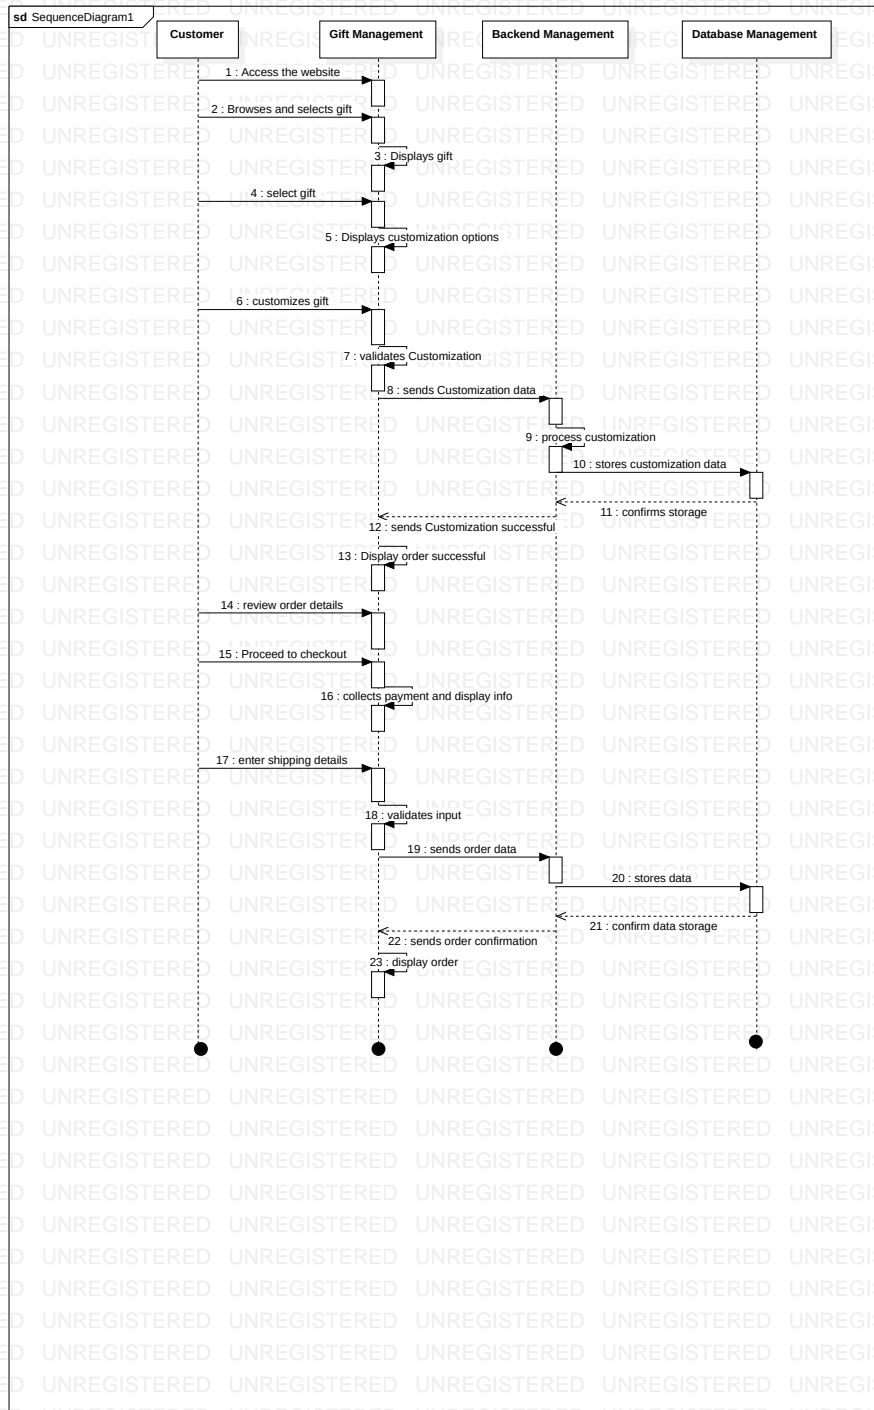 sd SequenceDiagram1
Customer
Gift Management
Backend Management
Database Management
1 : Access the website
2 : Browses and selects gift
3 : Displays gift
4 : select gift
5 : Displays customization options
6 : customizes gift
7 : validates Customization
8 : sends Customization data
9 : process customization
10 : stores customization data
11 : confirms storage
12 : sends Customization successful
13 : Display order successful
14 : review order details
15 : Proceed to checkout
16 : collects payment and display info
17 : enter shipping details
18 : validates input
19 : sends order data
20 : stores data
21 : confirm data storage
22 : sends order confirmation
23 : display order
UNREGISTERED